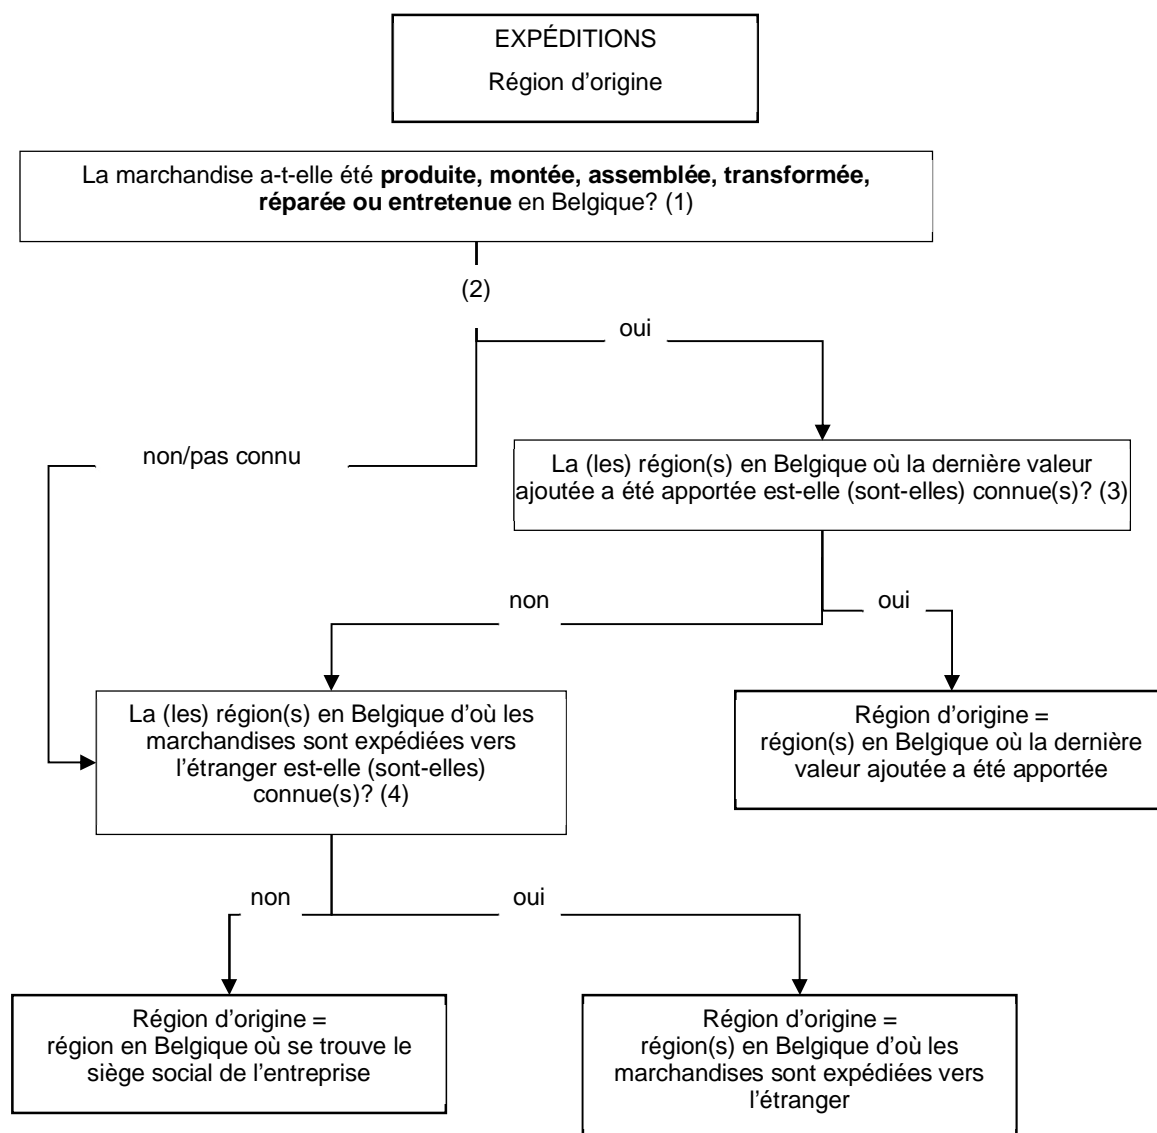 EXPÉDITIONS
Région d'origine
La marchandise a-t-elle été produite, montée, assemblée, transformée,
réparée ou entretenue en Belgique? (1)
(2)
oui
non/pas connu
La (les) région(s) en Belgique où la dernière valeur
ajoutée a été apportée est-elle (sont-elles) connue(s)? (3)
non
oui
La (les) région(s) en Belgique d'où les
marchandises sont expédiées vers
l'étranger est-elle (sont-elles)
connue(s)? (4)
Région d'origine =
région(s) en Belgique où la dernière
valeur ajoutée a été apportée
non
oui
Région d'origine =
région en Belgique où se trouve le
siège social de l'entreprise
Région d'origine =
région(s) en Belgique d'où les
marchandises sont expédiées vers
l'étranger